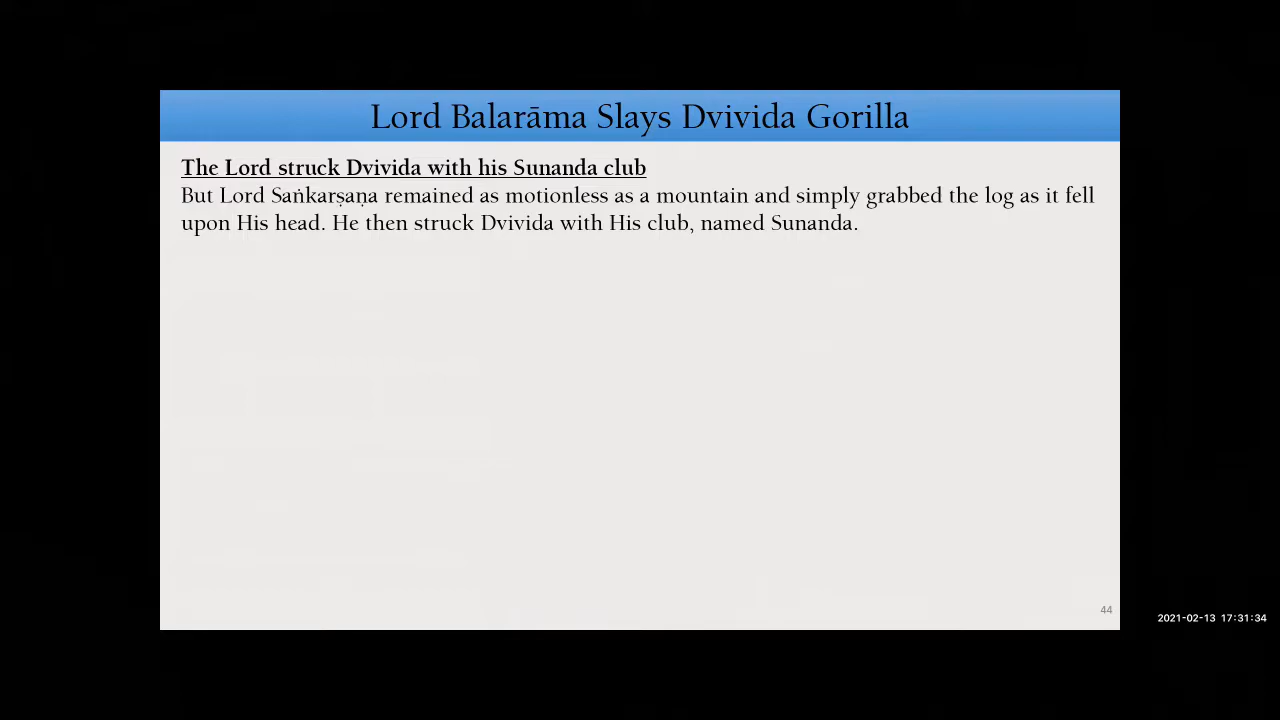 Lord Balarāma Slays Dvivida Gorilla
The Lord struck Dvivida with his Sunanda club
But Lord Saṅkarṣaṇa remained as motionless as a mountain and simply grabbed the log as it fell
upon His head. He then struck Dvivida with His club, named Sunanda.
44
2021-02-13 17:31:34